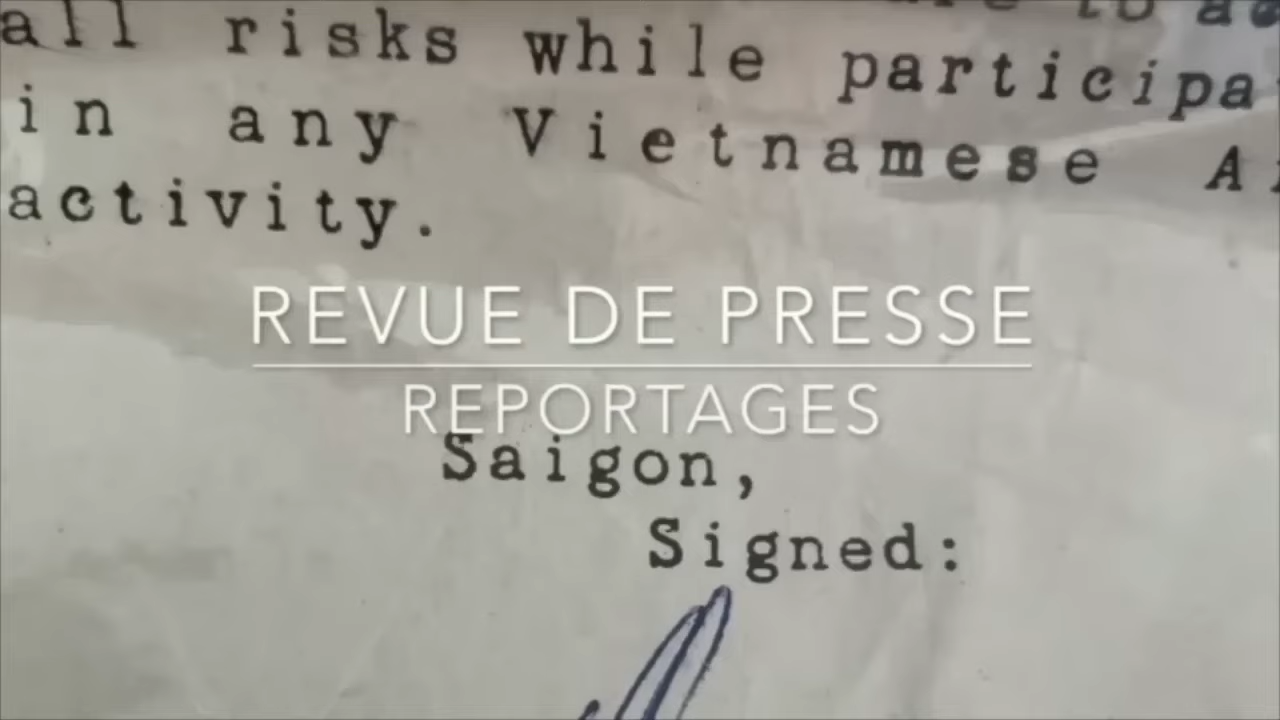 all risks while participa
in any Vietnamese
activity.
REVUE DE PRESSE
REPORTAGES
Saigon,
Signed: